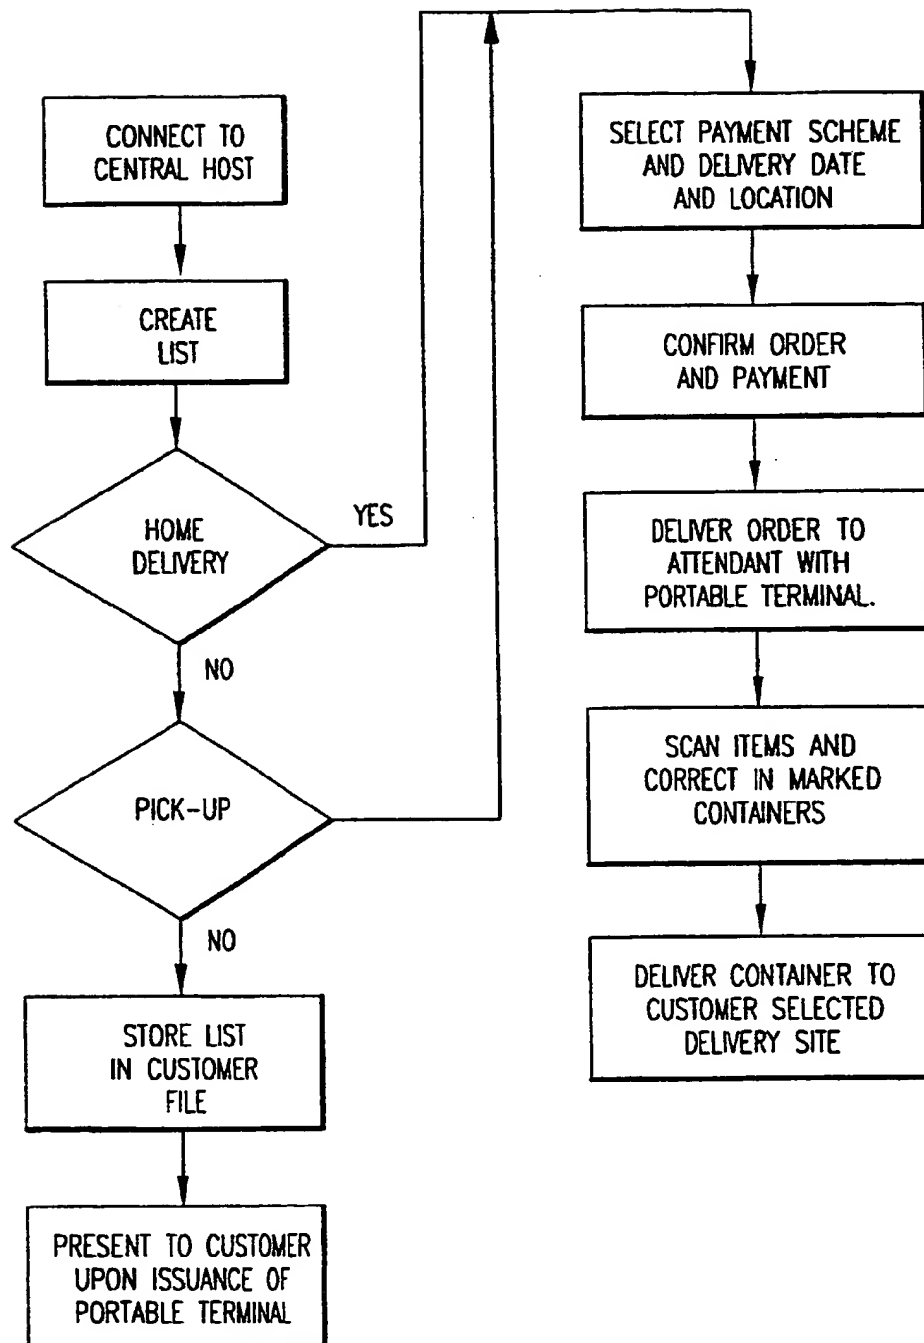 CONNECT TO
CENTRAL HOST
CREATE
LIST
HOME
DELIVERY
YES
NO
PICK-UP
NO
STORE LIST
IN CUSTOMER
FILE
PRESENT TO CUSTOMER
UPON ISSUANCE OF
PORTABLE TERMINAL
SELECT PAYMENT SCHEME
AND DELIVERY DATE
AND LOCATION
CONFIRM ORDER
AND PAYMENT
DELIVER ORDER TO
ATTENDANT WITH
PORTABLE TERMINAL.
SCAN ITEMS AND
CORRECT IN MARKED
CONTAINERS
DELIVER CONTAINER TO
CUSTOMER SELECTED
DELIVERY SITE